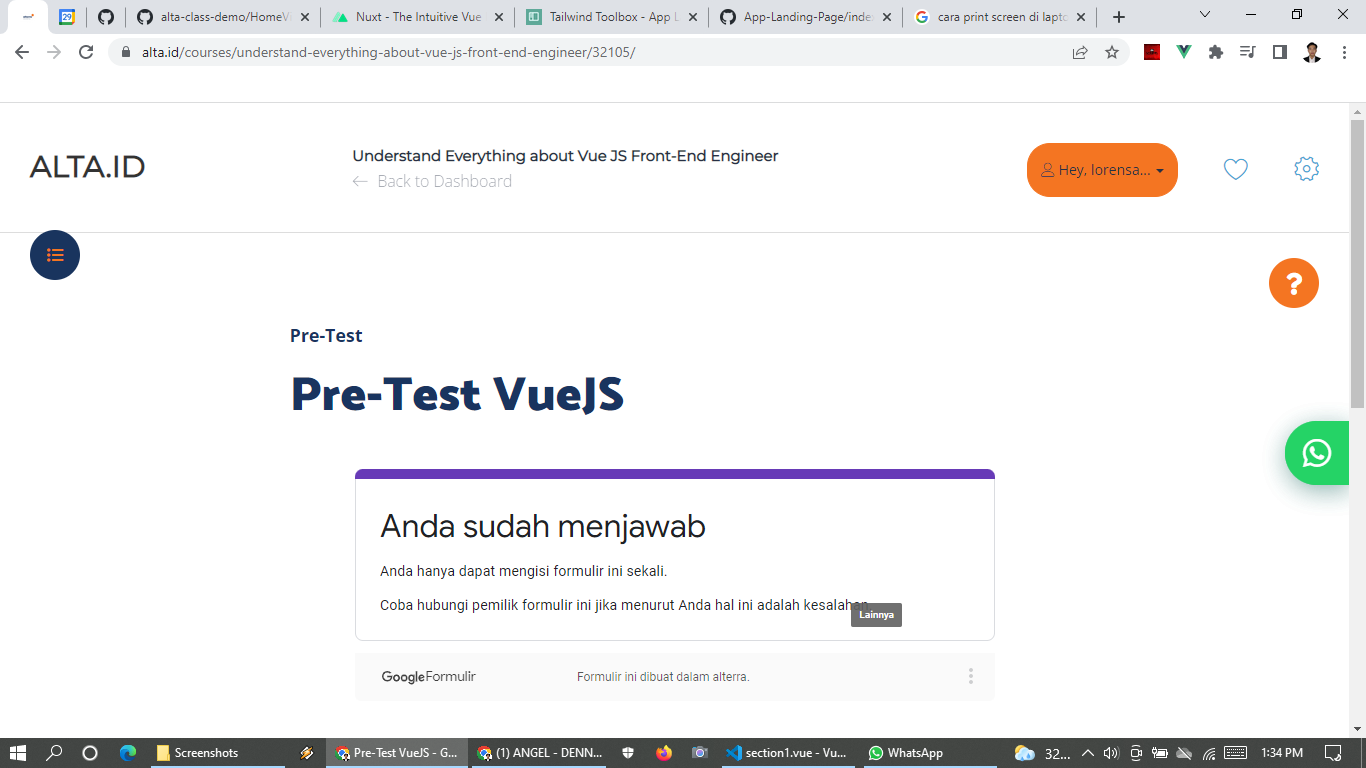 29
alta-class-demo/HomeVi
Nuxt - The Intuitive Vue
Tailwind Toolbox - App L
App-Landing-Page/inde
cara print screen di lapto
alta.id/courses/understand-everything-about-vue-js-front-end-engineer/32105/
ALTA.ID
Understand Everything about Vue JS Front-End Engineer
Back to Dashboard
Hey, lorensa...
?
Pre-Test
Pre-Test VueJS
Anda sudah menjawab
Anda hanya dapat mengisi formulir ini sekali.
Coba hubungi pemilik formulir ini jika menurut Anda hal ini adalah kesalahan.
Lainnya
Google Formulir
Formulir ini dibuat dalam alterra.
Screenshots
Pre-Test VueJS - G...
(1) ANGEL - DENN...
section1.vue - Vu...
WhatsApp
32...
1:34 PM